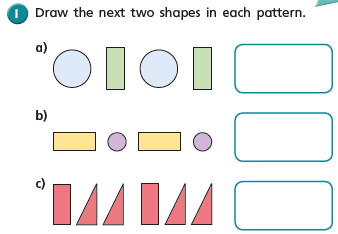 1 Draw the next two shapes in each pattern.
a)
b)
c)